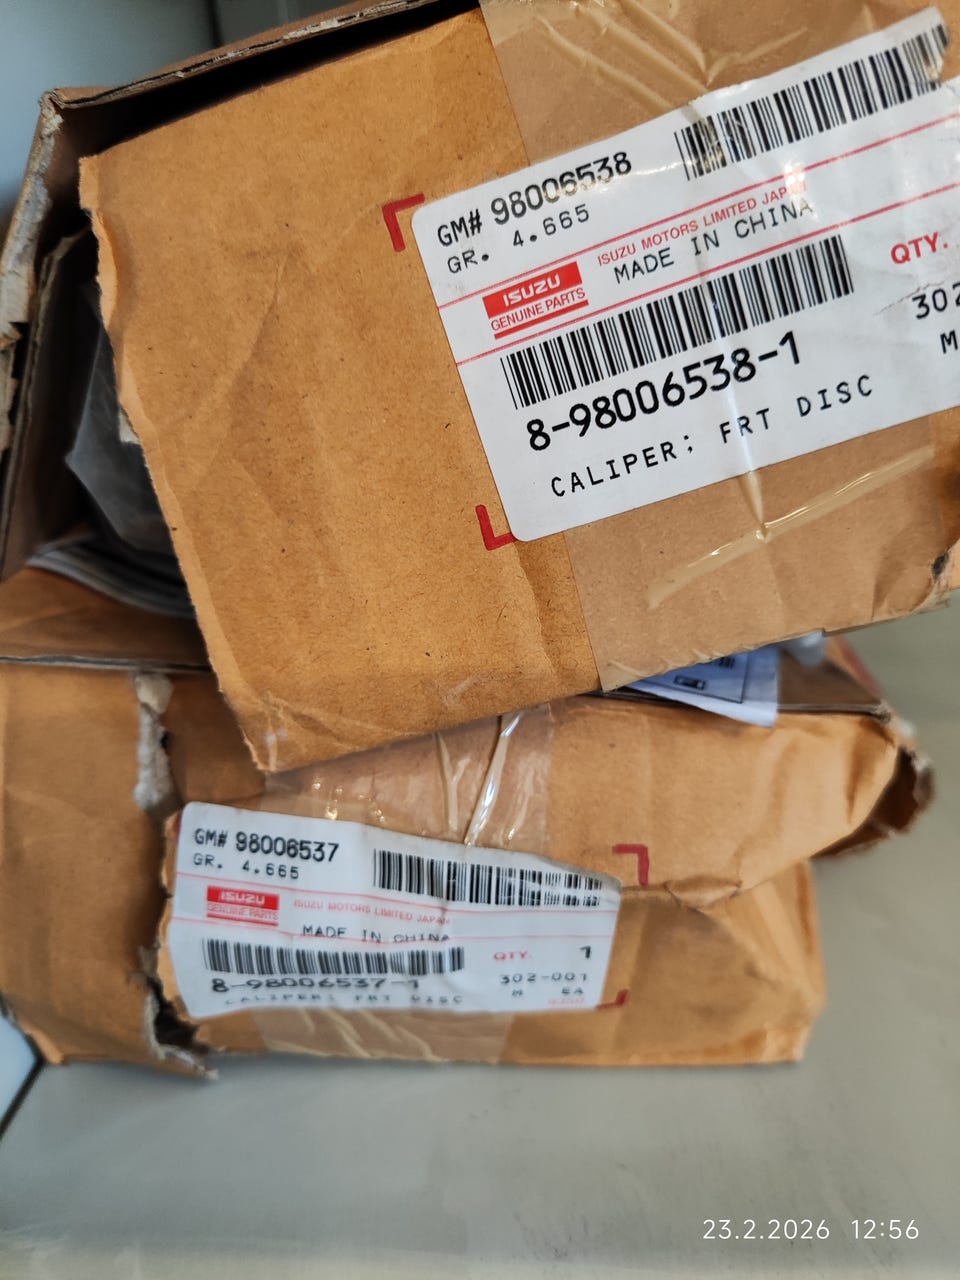 GM# 98006538
GR. 4.665
ISUZU
GENUINE PARTS
ISUZU MOTORS LIMITED JAPAN
MADE IN CHINA
QTY.
302
M
8-98006538-1
CALIPER; FRT DISC
GM# 98006537
GR. 4.665
ISUZU
GENUINE PARTS
ISUZU MOTORS LIMITED JAPAN
MADE IN CHINA
QTY. 1
8-98006537-1
302-001
M EA
CALIPER; FRT DISC
23.2.2026 12:56